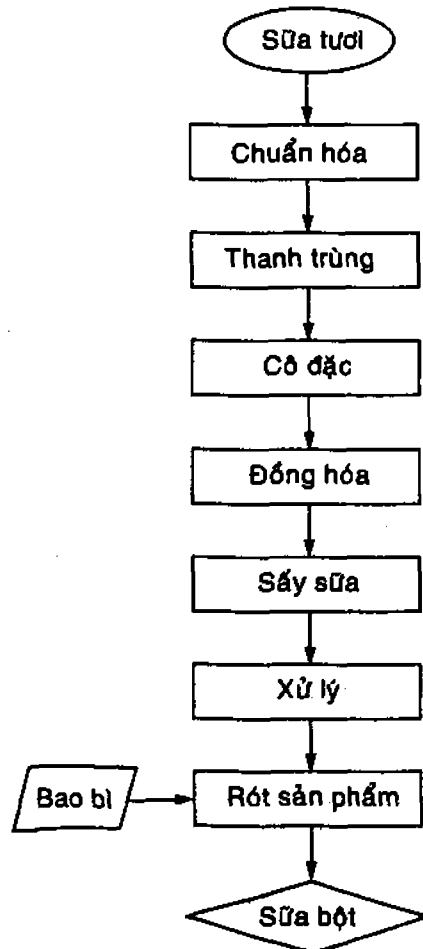 Sữa tươi
Chuẩn hóa
Thanh trùng
Cô đặc
Đồng hóa
Sấy sữa
Xử lý
Bao bì
Rót sản phẩm
Sữa bột